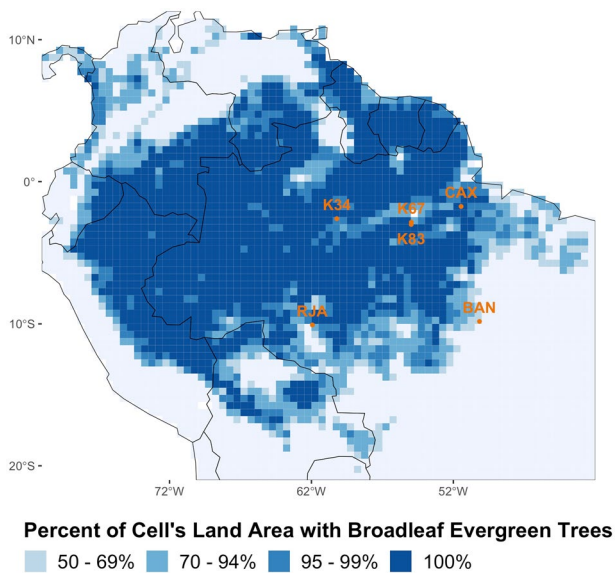 10°N
0°
CAX
K34
K67
K83
RJA
BAN
10°S
20°S
72°W 62°W 52°W
Percent of Cell's Land Area with Broadleaf Evergreen Trees
50 - 69% 70 - 94% 95 - 99% 100%